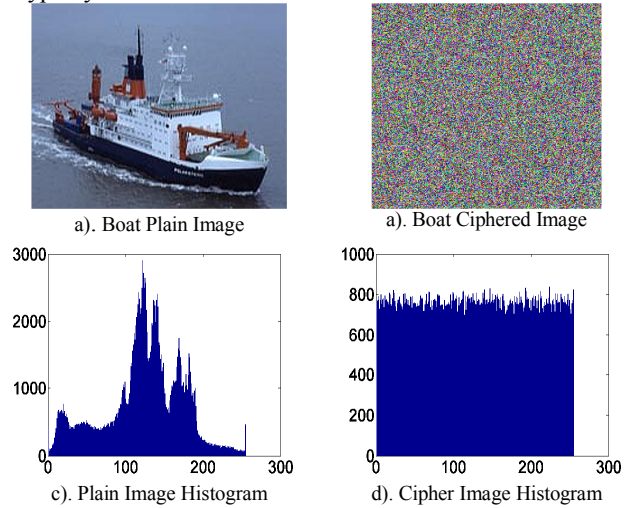 a). Boat Plain Image
a). Boat Ciphered Image
3000
2000
1000
0
0 100 200 300
c). Plain Image Histogram
1000
800
600
400
200
0
0 100 200 300
d). Cipher Image Histogram